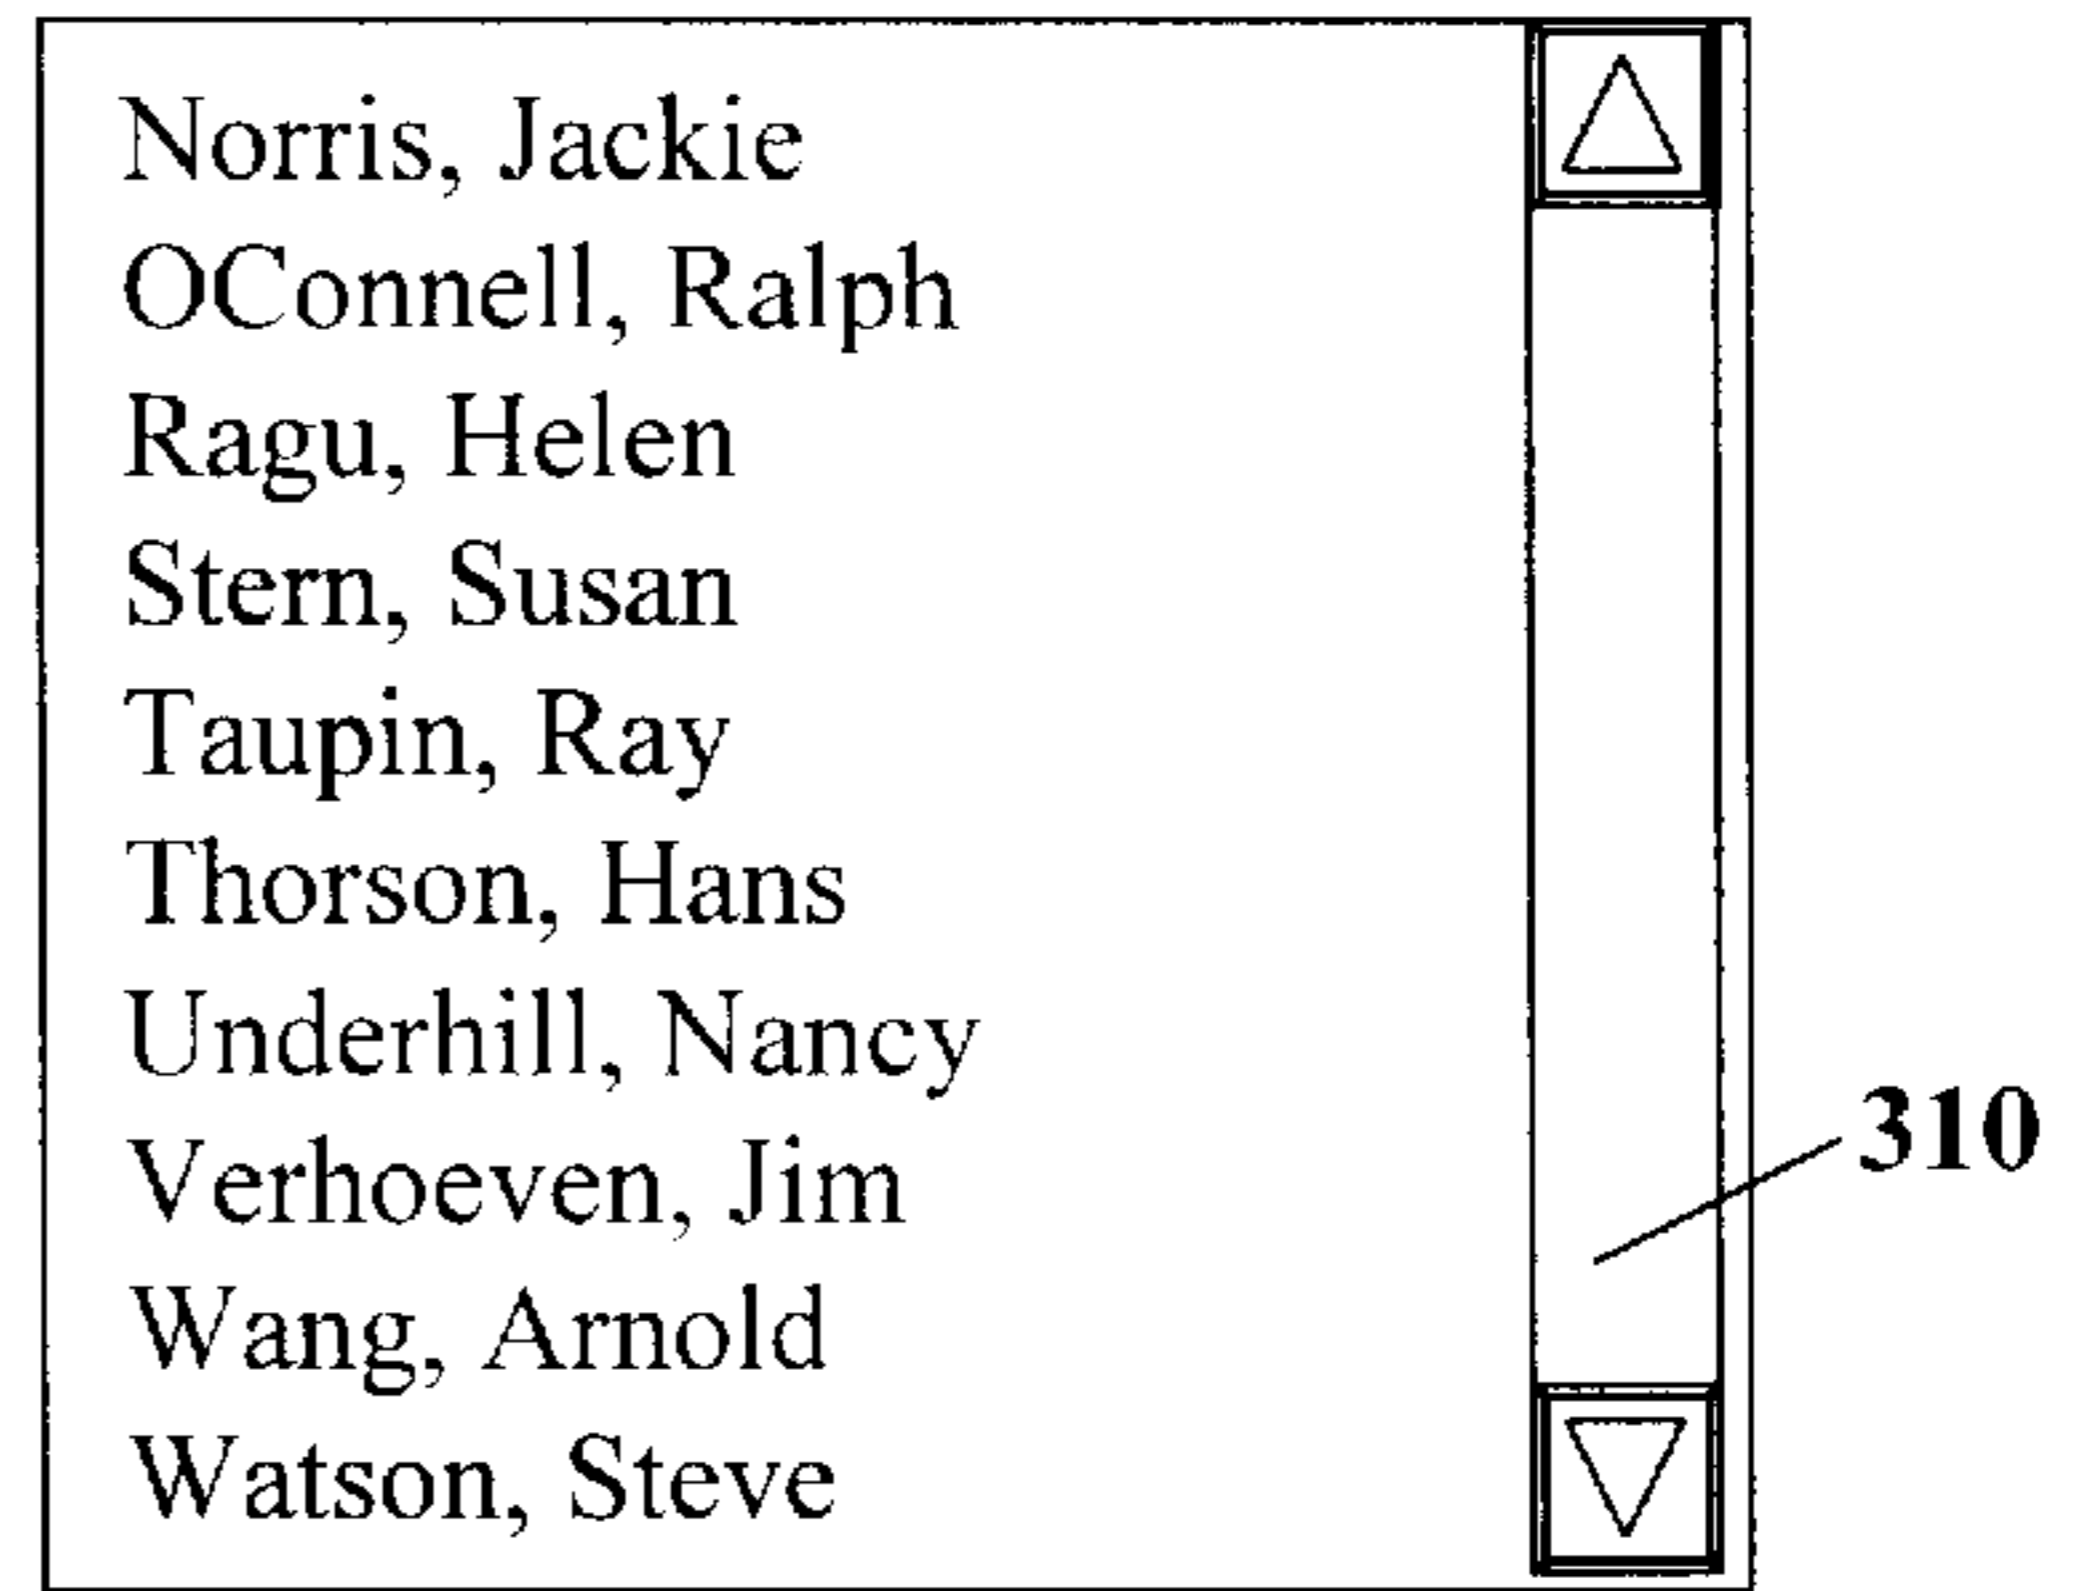 Norris, Jackie
OConnell, Ralph
Ragu, Helen
Stern, Susan
Taupin, Ray
Thorson, Hans
Underhill, Nancy
Verhoeven, Jim
310
Wang, Arnold
Watson, Steve